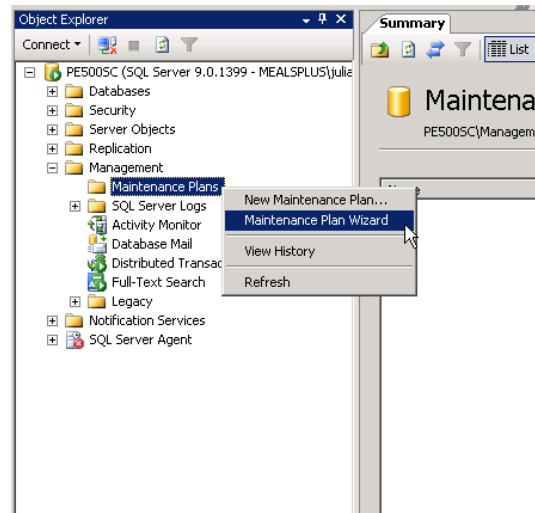 Object Explorer
Summary
Connect
List
PE500SC (SQL Server 9.0.1399 - MEALSPLUS\julia
Databases
Security
Server Objects
Replication
Management
Maintenance Plans
SQL Server Logs
Activity Monitor
Database Mail
Distributed Transac
Full-Text Search
Legacy
Notification Services
SQL Server Agent
New Maintenance Plan...
Maintenance Plan Wizard
View History
Refresh
Maintena
PE500SC\Managem